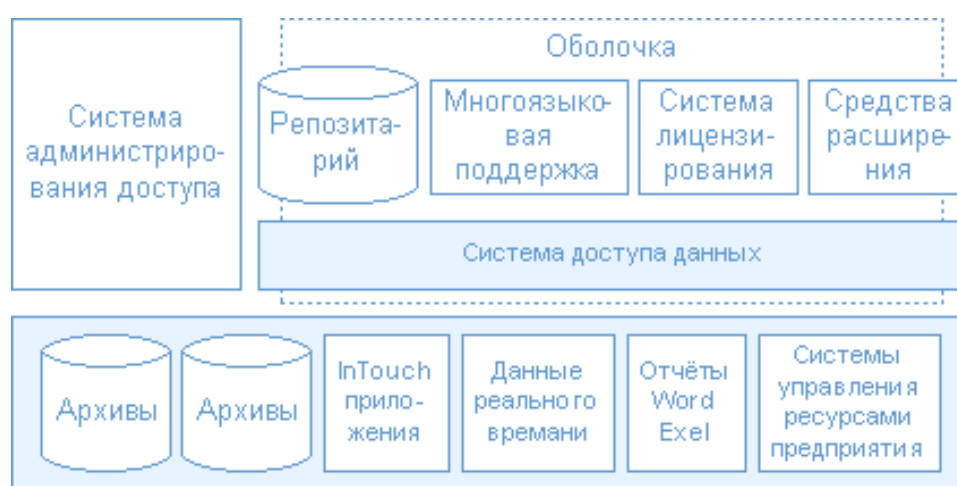 Оболочка
Система
администриро-
вания доступа
Репозита-
рий
Многоязыко-
вая
поддержка
Система
лицензи-
рования
Средства
расшире-
ния
Система доступа данных
Архивы
Архивы
InTouch
прило-
жения
Данные
реального
времани
Отчёты
Word
Exel
Системы
управления
ресурсами
предприятия